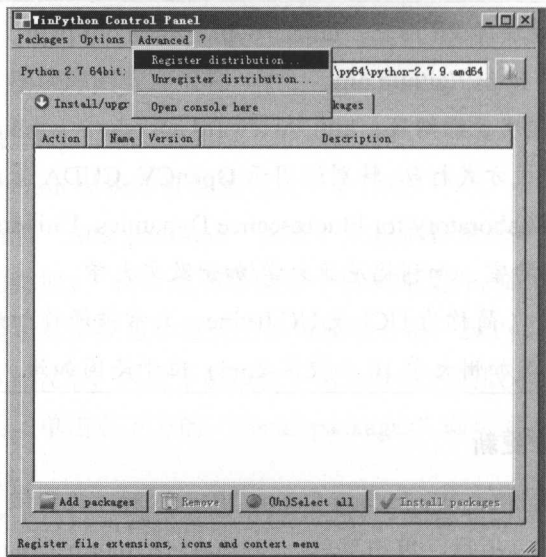 WinPython Control Panel
Packages Options Advanced ?
Register distribution...
Unregister distribution...
Open console here
Python 2.7 64bit:
\py64\python-2.7.9.amd64
Install/upgr
kages
Action Name Version Description
Add packages Remove (Un)Select all Install packages
Register file extensions, icons and context menu